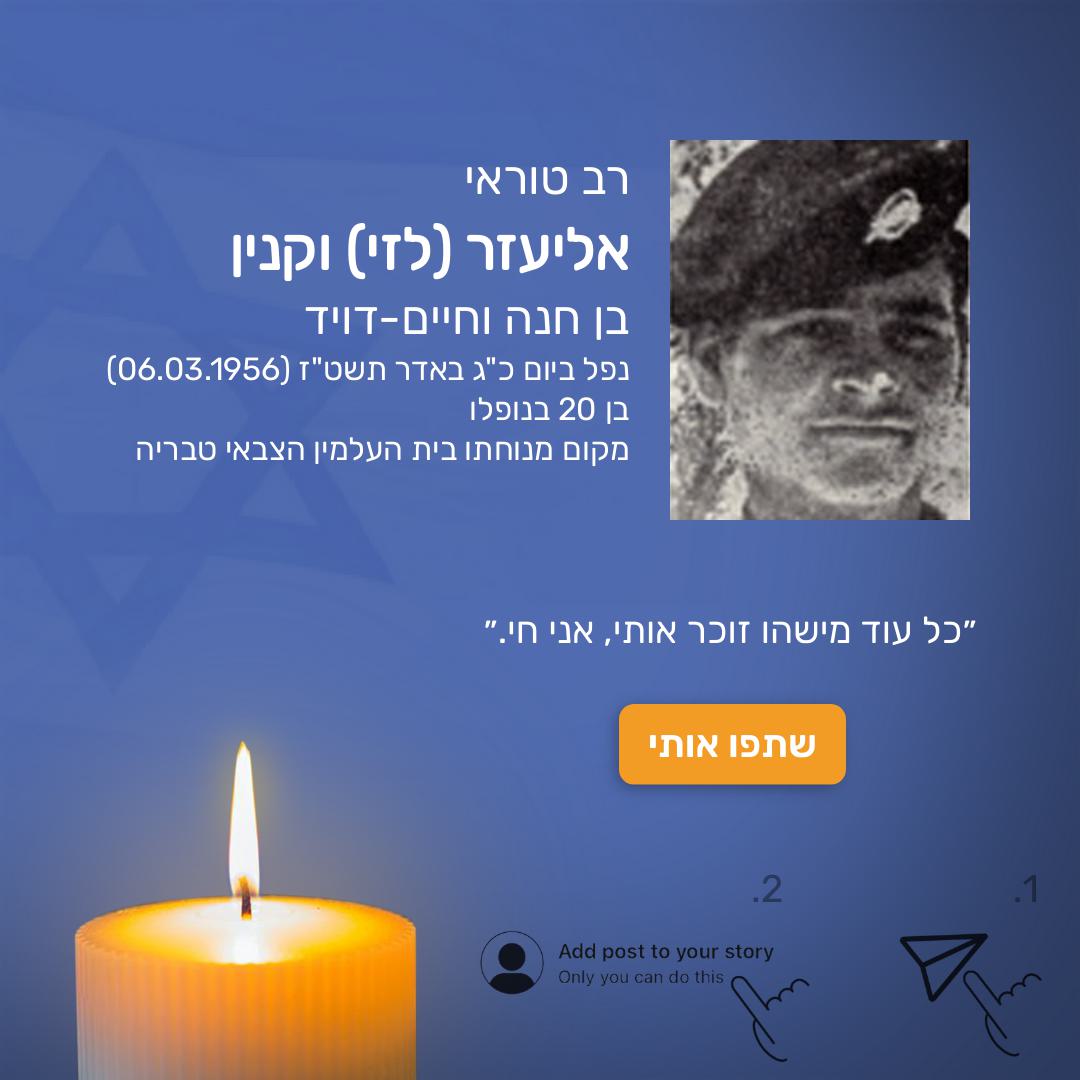 רב טוראי
אליעזר (לזי) וקנין
בן חנה וחיים-דויד
נפל ביום כ"ג באדר תשט"ז (06.03.1956)
בן 20 בנופלו
מקום מנוחתו בית העלמין הצבאי טבריה
״כל עוד מישהו זוכר אותי, אני חי.״
שתפו אותי
1.
2.
Add post to your story
Only you can do this